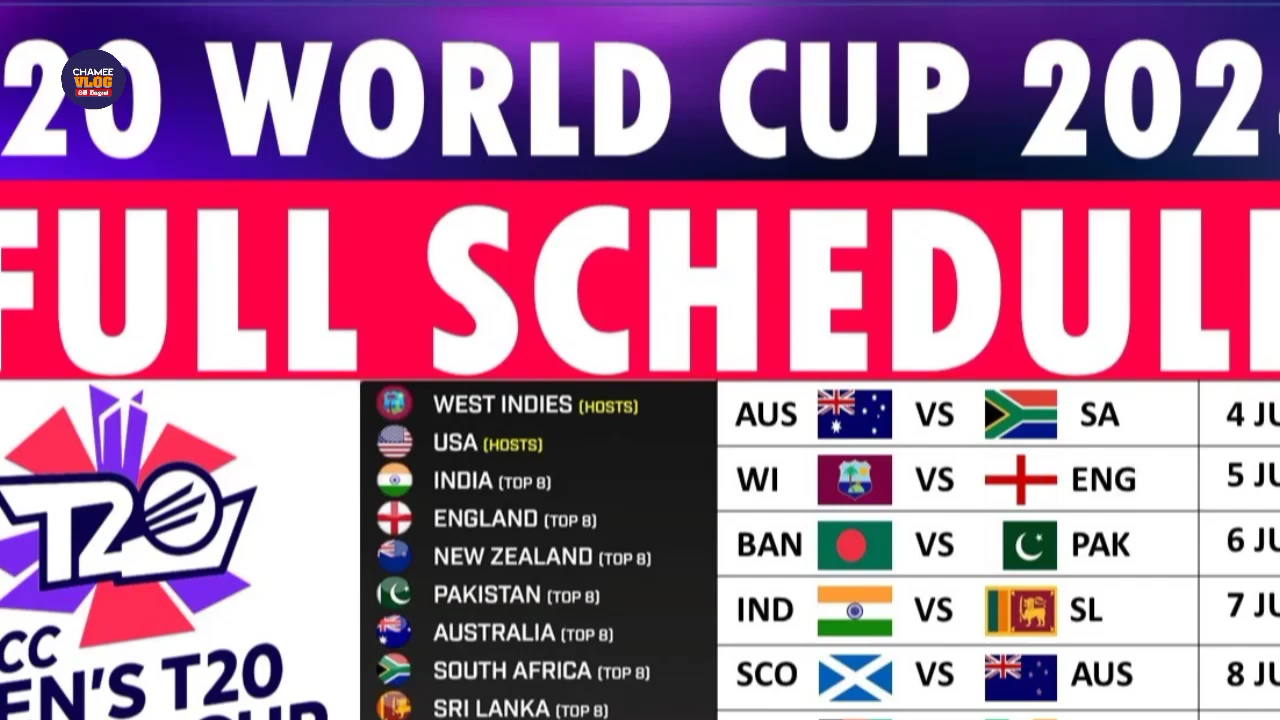 20 WORLD CUP 202
CHAMEE
VLOG
FULL SCHEDUL
T20
CC
EN'S T20
CUP
WEST INDIES (HOSTS)
USA (HOSTS)
INDIA (TOP 8)
ENGLAND (TOP 8)
NEW ZEALAND (TOP 8)
PAKISTAN (TOP 8)
AUSTRALIA (TOP 8)
SOUTH AFRICA (TOP 8)
SRI LANKA (TOP 8)
AUS VS SA 4 JU
WI VS ENG 5 JU
BAN VS PAK 6 JU
IND VS SL 7 JU
SCO VS AUS 8 JU